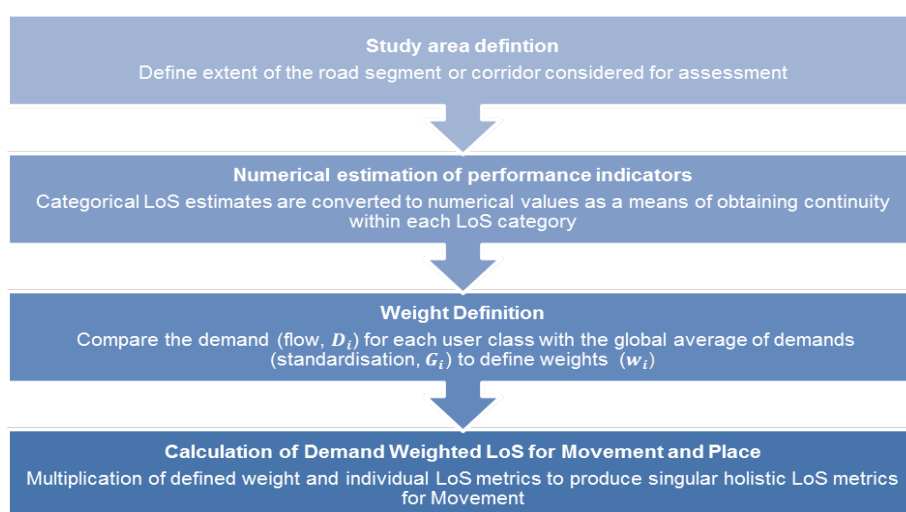 Study area defintion
Define extent of the road segment or corridor considered for assessment
Numerical estimation of performance indicators
Categorical LoS estimates are converted to numerical values as a means of obtaining continuity
within each LoS category
Weight Definition
Compare the demand (flow, Dᵢ) for each user class with the global average of demands
(standardisation, Gᵢ) to define weights (wᵢ)
Calculation of Demand Weighted LoS for Movement and Place
Multiplication of defined weight and individual LoS metrics to produce singular holistic LoS metrics
for Movement